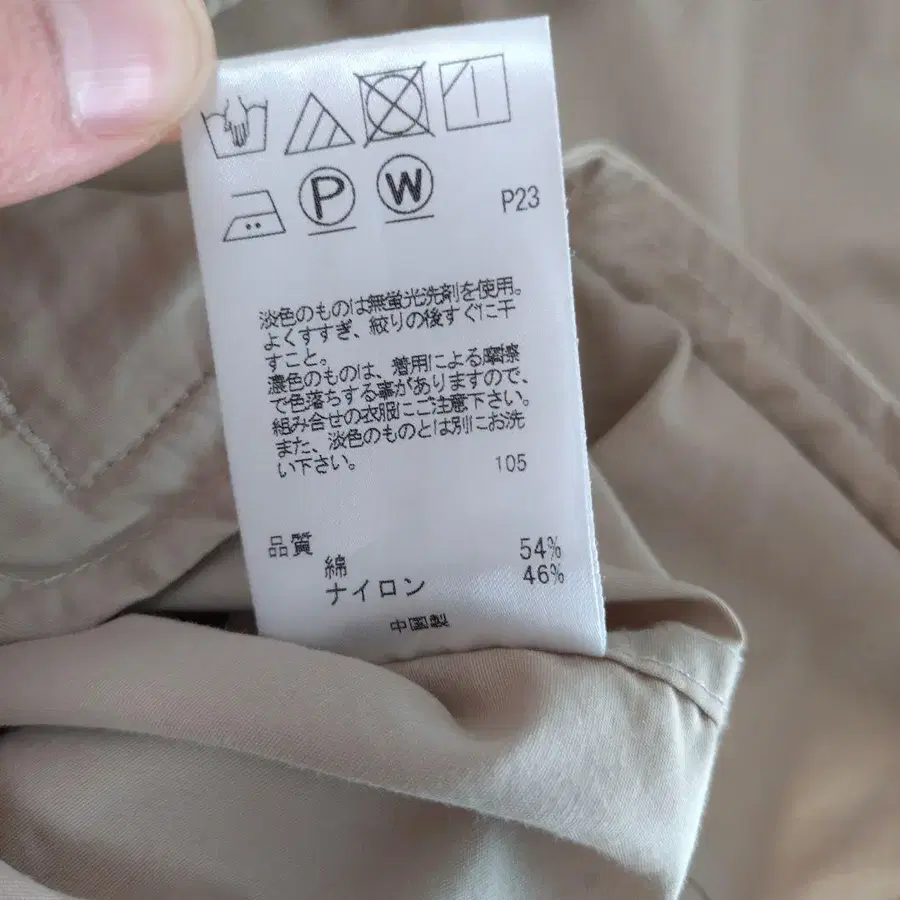 P W
P23
淡色のものは無蛍光洗剤を使用。
よくすすぎ、絞りの後すぐに干
すこと。
濃色のものは、着用による摩擦
で色落ちする事がありますので、
組み合せの衣服にご注意下さい。
また、淡色のものとは別にお洗
い下さい。 105
品質
綿 54%
ナイロン 46%
中国製